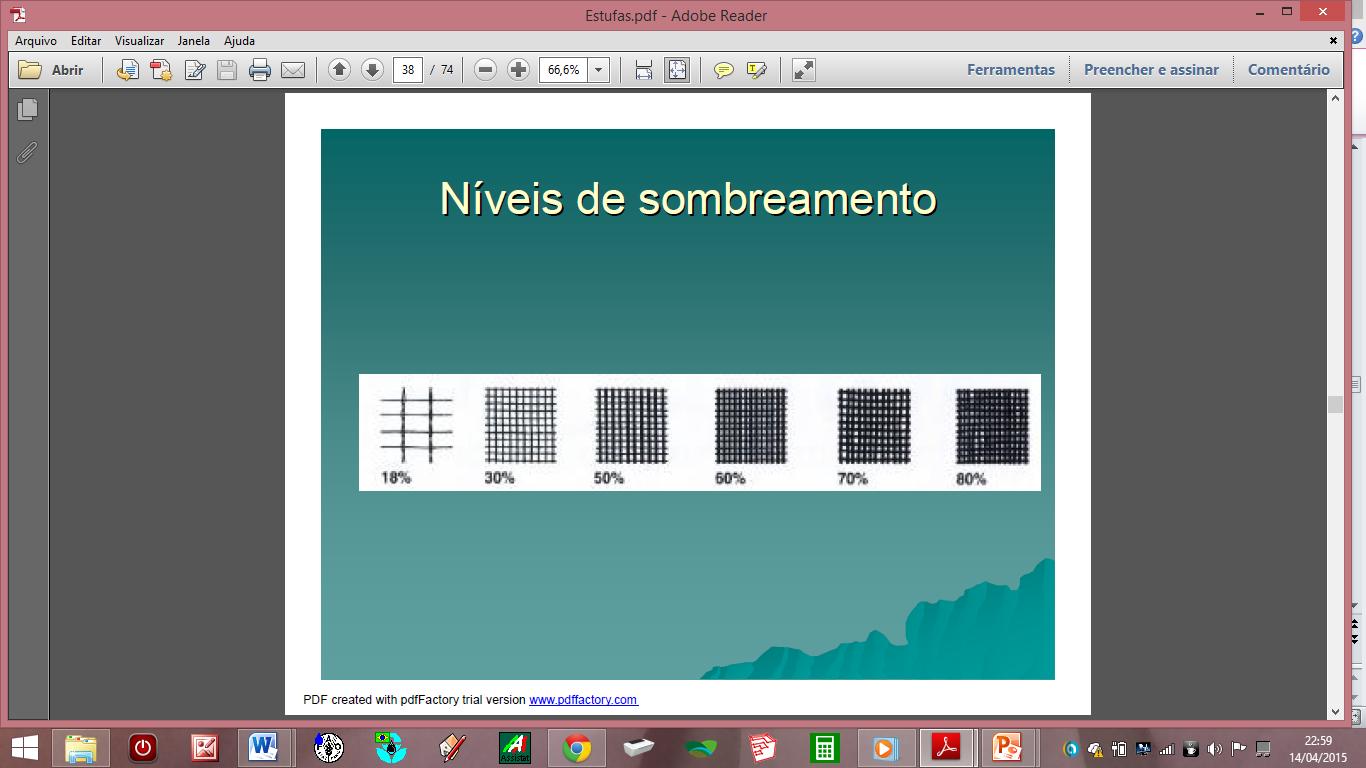 Estufas.pdf - Adobe Reader
Arquivo Editar Visualizar Janela Ajuda
Abrir 38 / 74 66,6% Ferramentas Preencher e assinar Comentário
Níveis de sombreamento
18% 30% 50% 60% 70% 80%
PDF created with pdfFactory trial version www.pdffactory.com
Assistat
22:59
14/04/2015